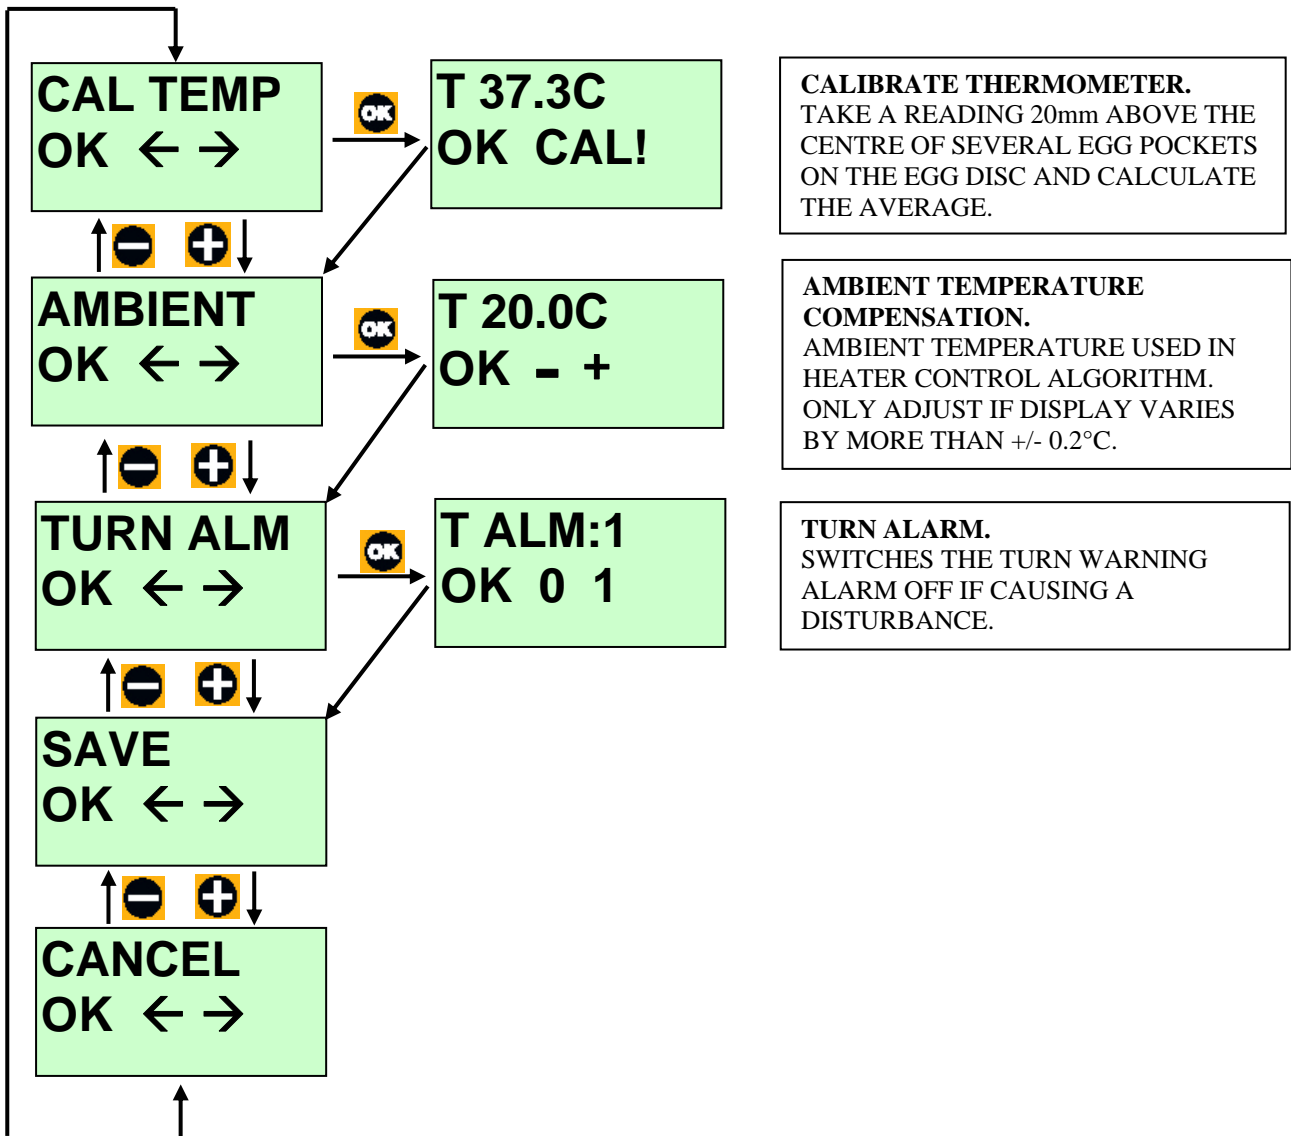 CAL TEMP
OK ← →
OK
T 37.3C
OK CAL!
CALIBRATE THERMOMETER.
TAKE A READING 20mm ABOVE THE
CENTRE OF SEVERAL EGG POCKETS
ON THE EGG DISC AND CALCULATE
THE AVERAGE.
AMBIENT
OK ← →
OK
T 20.0C
OK - +
AMBIENT TEMPERATURE
COMPENSATION.
AMBIENT TEMPERATURE USED IN
HEATER CONTROL ALGORITHM.
ONLY ADJUST IF DISPLAY VARIES
BY MORE THAN +/- 0.2°C.
TURN ALM
OK ← →
OK
T ALM:1
OK 0 1
TURN ALARM.
SWITCHES THE TURN WARNING
ALARM OFF IF CAUSING A
DISTURBANCE.
SAVE
OK ← →
CANCEL
OK ← →